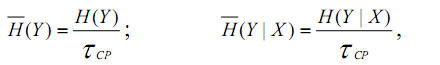 H̅(Y) = H(Y) / τ_CP ; H̅(Y | X) = H(Y | X) / τ_CP ,